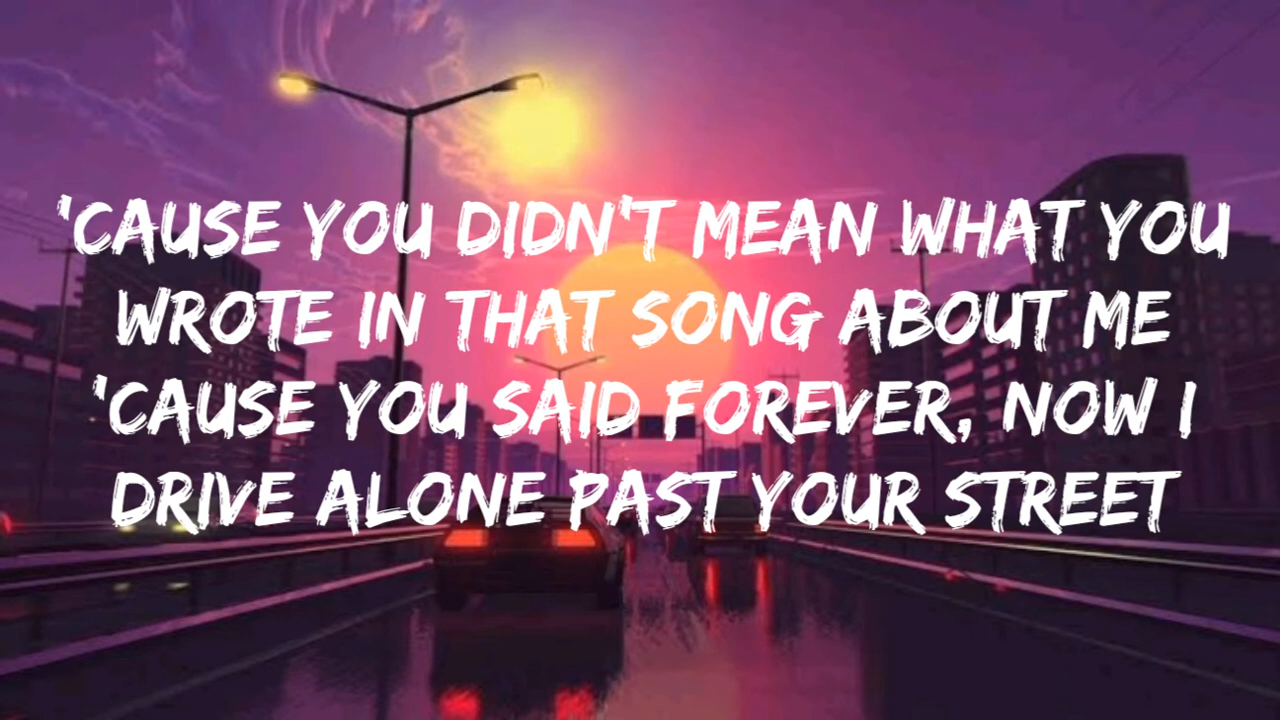 'CAUSE YOU DIDN'T MEAN WHAT YOU
WROTE IN THAT SONG ABOUT ME
'CAUSE YOU SAID FOREVER, NOW I
DRIVE ALONE PAST YOUR STREET